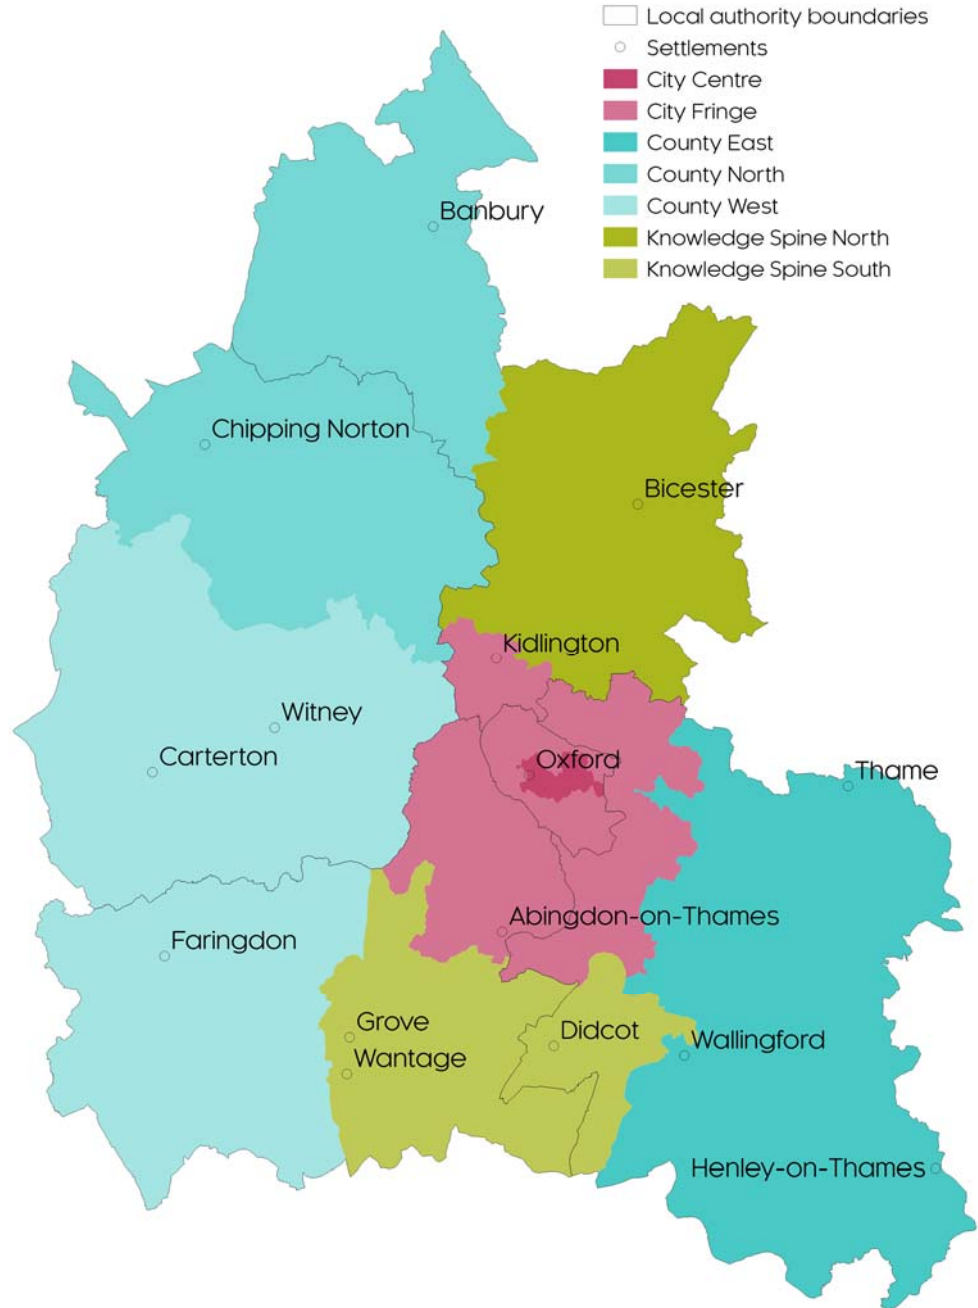 Local authority boundaries
Settlements
City Centre
City Fringe
County East
County North
County West
Knowledge Spine North
Knowledge Spine South
Banbury
Chipping Norton
Bicester
Kidlington
Witney
Oxford
Carterton
Thame
Abingdon-on-Thames
Faringdon
Grove
Didcot
Wallingford
Wantage
Henley-on-Thames